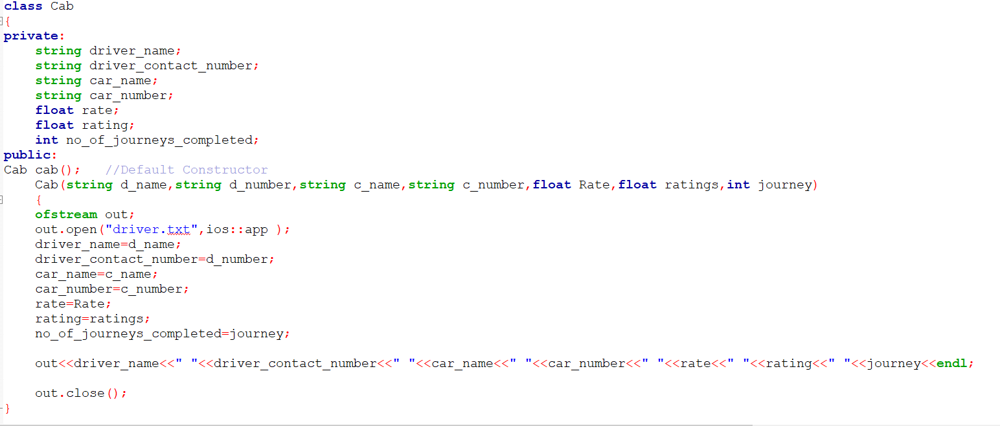 class Cab
{
private:
    string driver_name;
    string driver_contact_number;
    string car_name;
    string car_number;
    float rate;
    float rating;
    int no_of_journeys_completed;
public:
Cab cab();   //Default Constructor
    Cab(string d_name,string d_number,string c_name,string c_number,float Rate,float ratings,int journey)
    {
    ofstream out;
    out.open("driver.txt",ios::app );
    driver_name=d_name;
    driver_contact_number=d_number;
    car_name=c_name;
    car_number=c_number;
    rate=Rate;
    rating=ratings;
    no_of_journeys_completed=journey;
    out<<driver_name<<" "<<driver_contact_number<<" "<<car_name<<" "<<car_number<<" "<<rate<<" "<<rating<<" "<<journey<<endl;
    out.close();
}